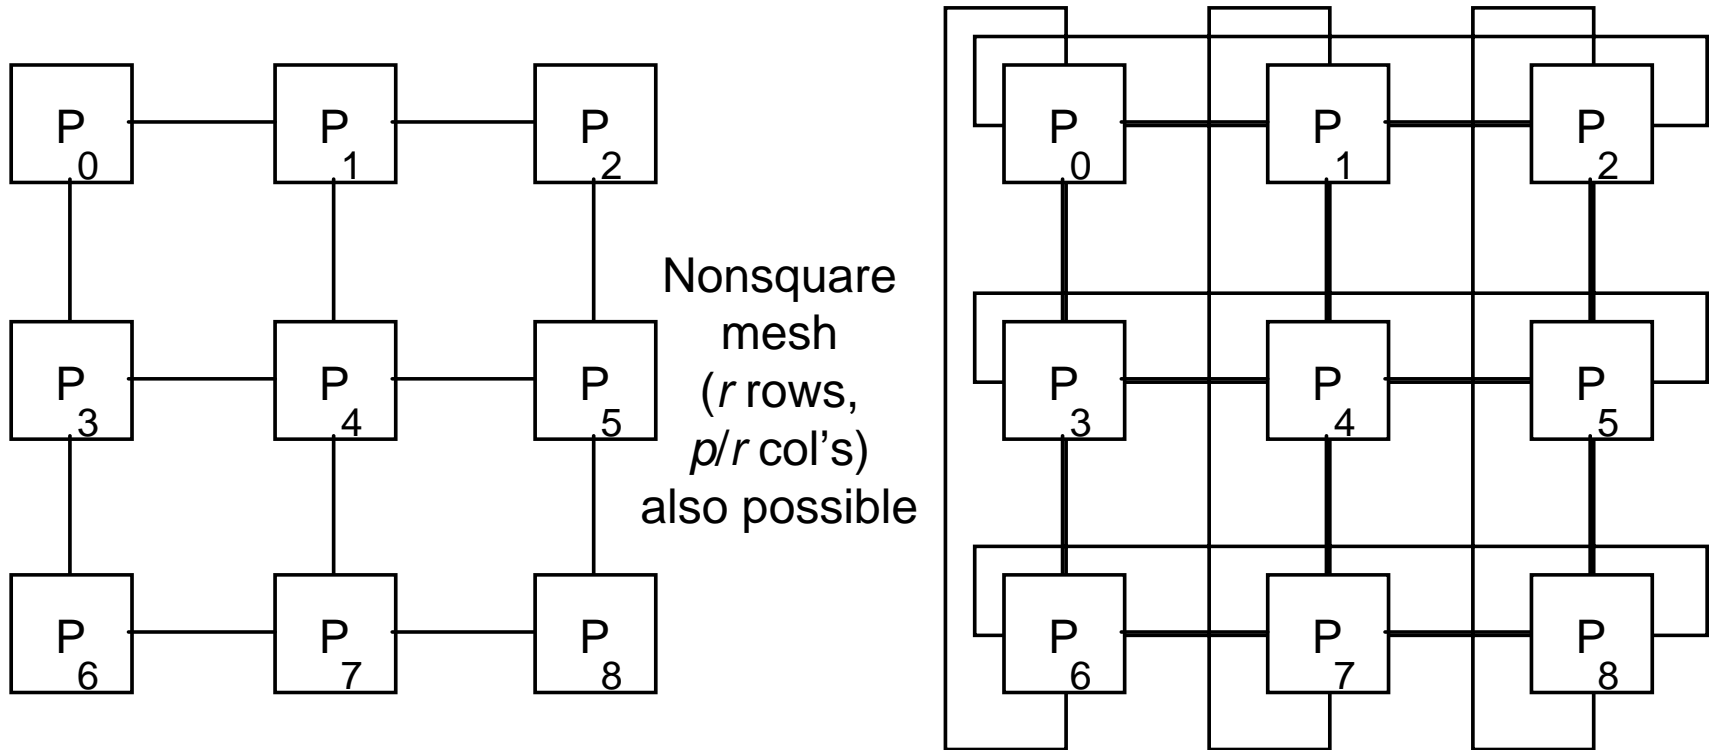 P0 P1 P2
P3 P4 P5
P6 P7 P8
Nonsquare
mesh
(r rows,
p/r col's)
also possible
P0 P1 P2
P3 P4 P5
P6 P7 P8